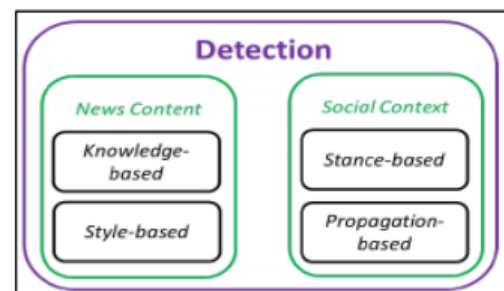 Detection
News Content
Knowledge-
based
Style-based
Social Context
Stance-based
Propagation-
based